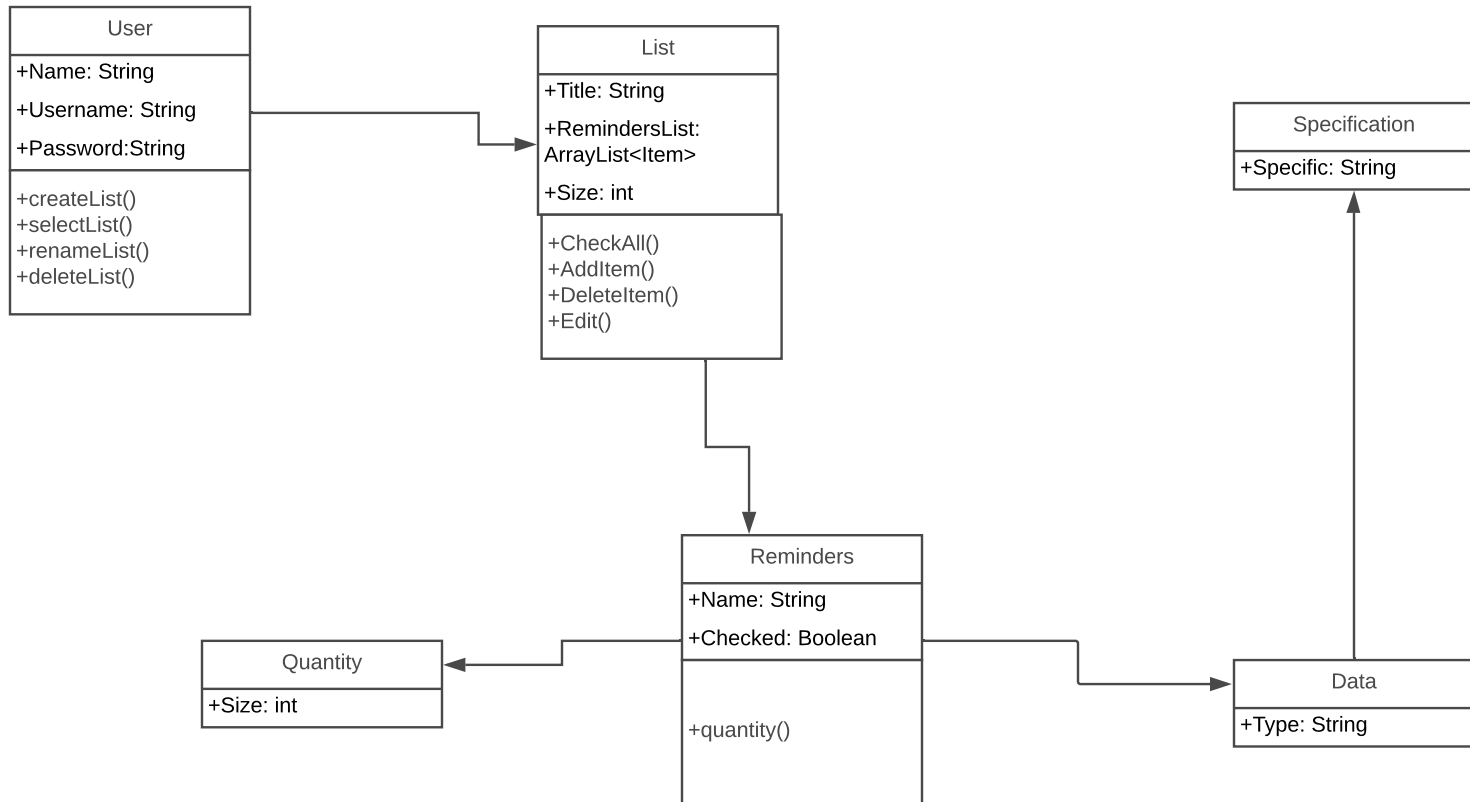 User
+Name: String
+Username: String
+Password:String
+createList()
+selectList()
+renameList()
+deleteList()
List
+Title: String
+RemindersList:
ArrayList<Item>
+Size: int
+CheckAll()
+AddItem()
+DeleteItem()
+Edit()
Specification
+Specific: String
Reminders
+Name: String
+Checked: Boolean
+quantity()
Quantity
+Size: int
Data
+Type: String